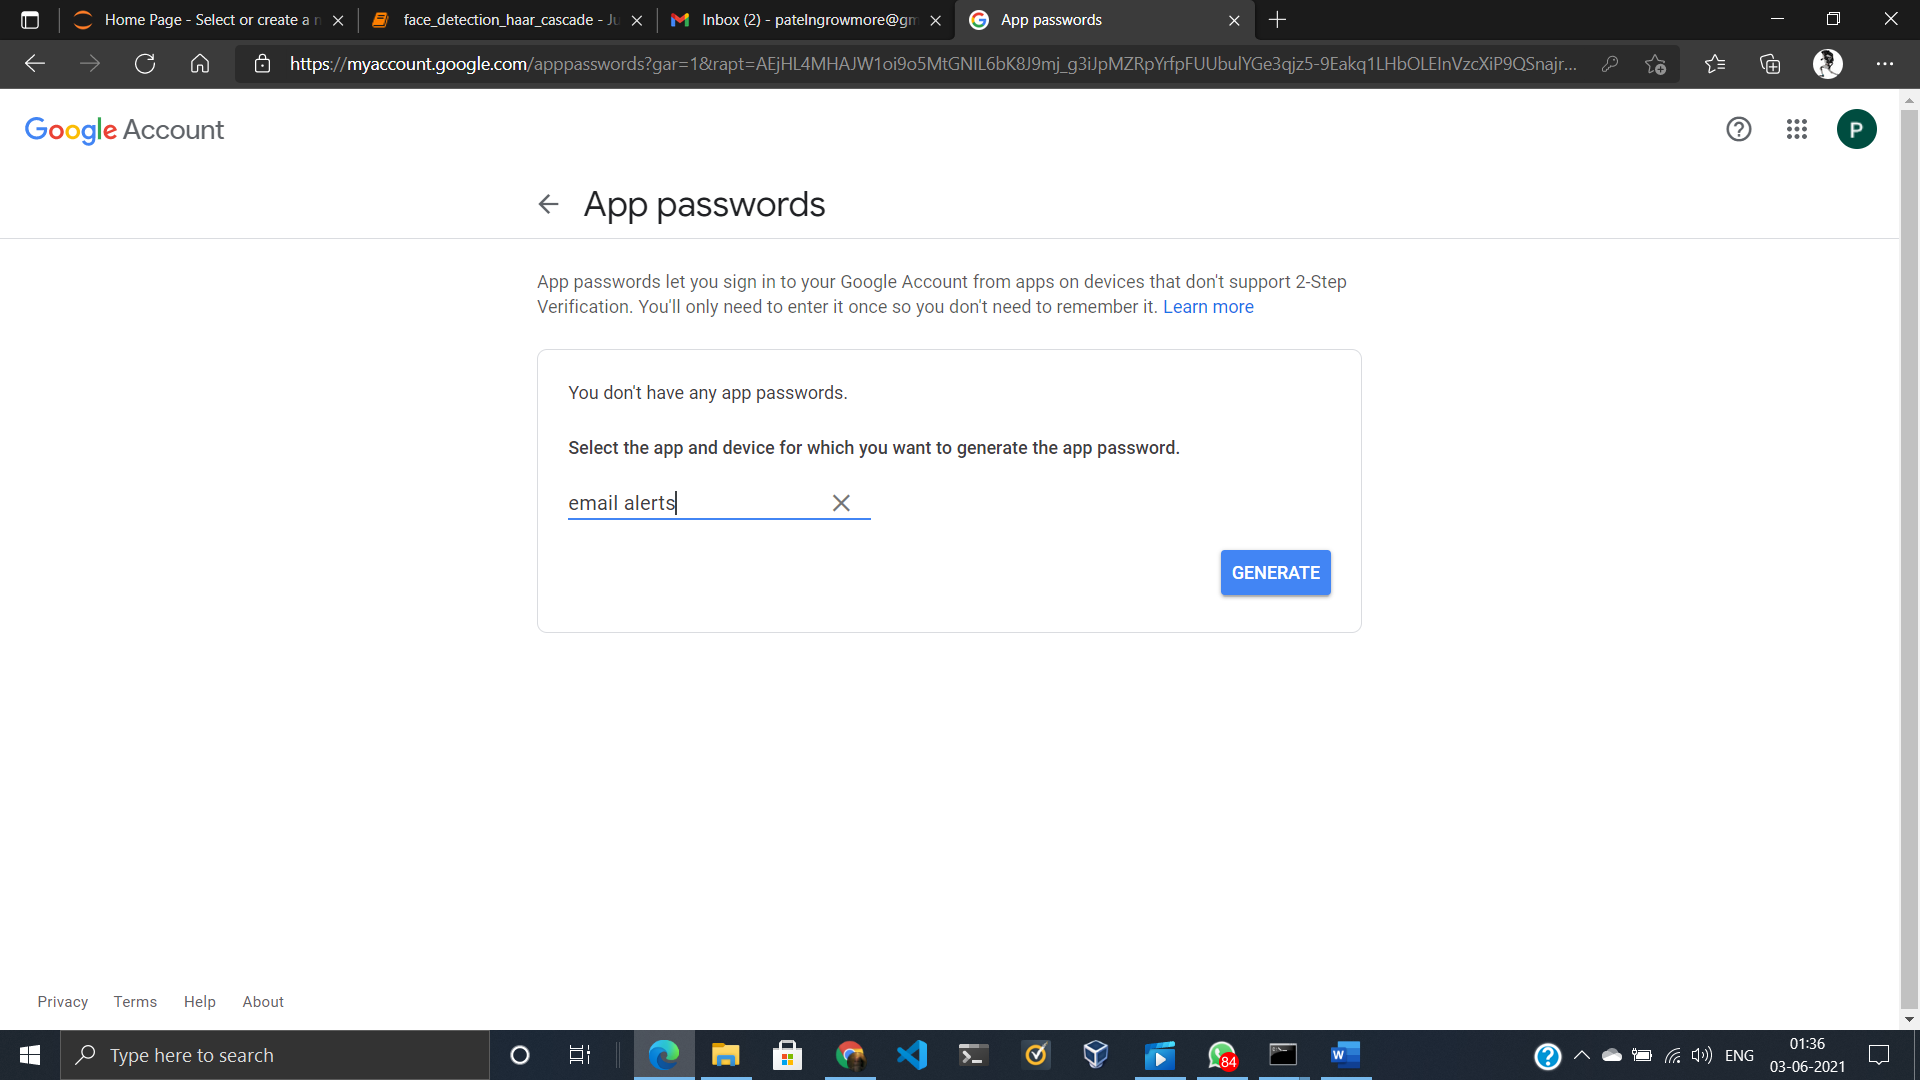 Home Page - Select or create a n
face_detection_haar_cascade - Ju
Inbox (2) - patelngrowmore@gm
App passwords
https://myaccount.google.com/apppasswords?gar=1&rapt=AEjHL4MHAJW1oi9o5MtGNIL6bK8J9mj_g3iJpMZRpYrfpFUUbulYGe3qjz5-9Eakq1LHbOLEInVzcXiP9QSnajr...
Google Account
P
App passwords
App passwords let you sign in to your Google Account from apps on devices that don't support 2-Step
Verification. You'll only need to enter it once so you don't need to remember it. Learn more
You don't have any app passwords.
Select the app and device for which you want to generate the app password.
email alerts
GENERATE
Privacy Terms Help About
Type here to search
84
ENG
01:36
03-06-2021